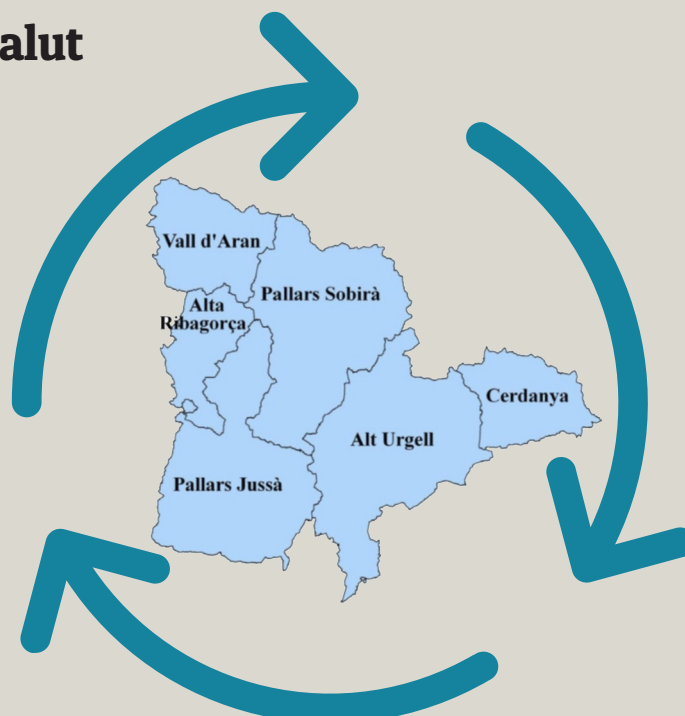 alut
Vall d'Aran
Pallars Sobirà
Alta
Ribagorça
Cerdanya
Alt Urgell
Pallars Jussà